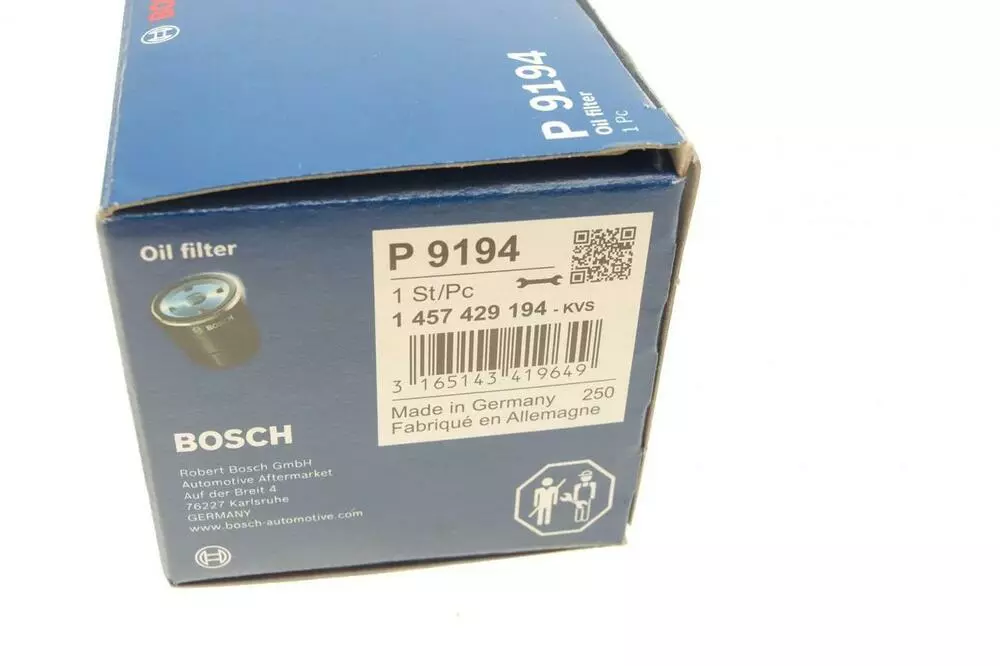 BOSCH
P 9194
Oil filter
1 Pc
Oil filter
BOSCH
P 9194
1 St/Pc
1 457 429 194 - KVS
3 165143 419649
Made in Germany 250
Fabriqué en Allemagne
BOSCH
Robert Bosch GmbH
Automotive Aftermarket
Auf der Breit 4
76227 Karlsruhe
GERMANY
www.bosch-automotive.com